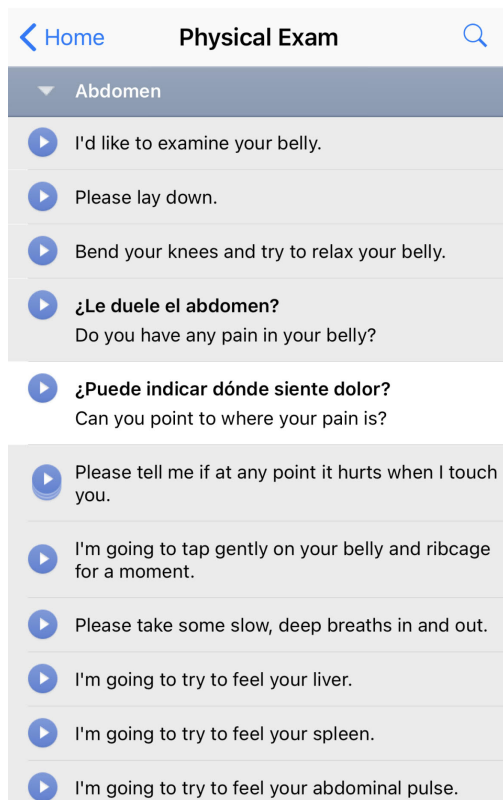 Home
Physical Exam
Abdomen
I'd like to examine your belly.
Please lay down.
Bend your knees and try to relax your belly.
¿Le duele el abdomen?
Do you have any pain in your belly?
¿Puede indicar dónde siente dolor?
Can you point to where your pain is?
Please tell me if at any point it hurts when I touch
you.
I'm going to tap gently on your belly and ribcage
for a moment.
Please take some slow, deep breaths in and out.
I'm going to try to feel your liver.
I'm going to try to feel your spleen.
I'm going to try to feel your abdominal pulse.